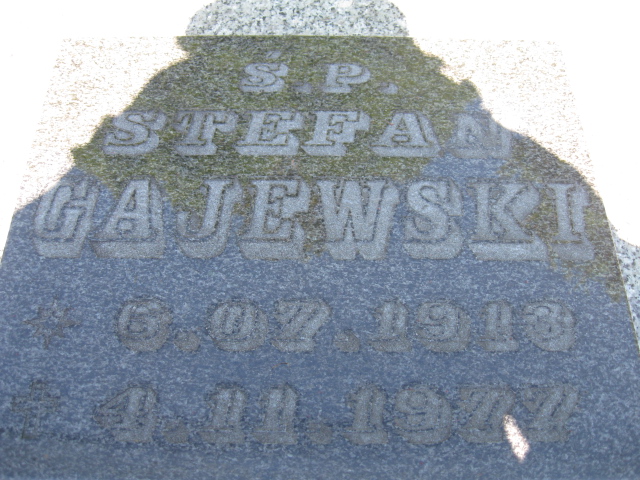 Ś.P.
STEFAN
GAJEWSKI
* 6.07.1913
† 4.11.1977